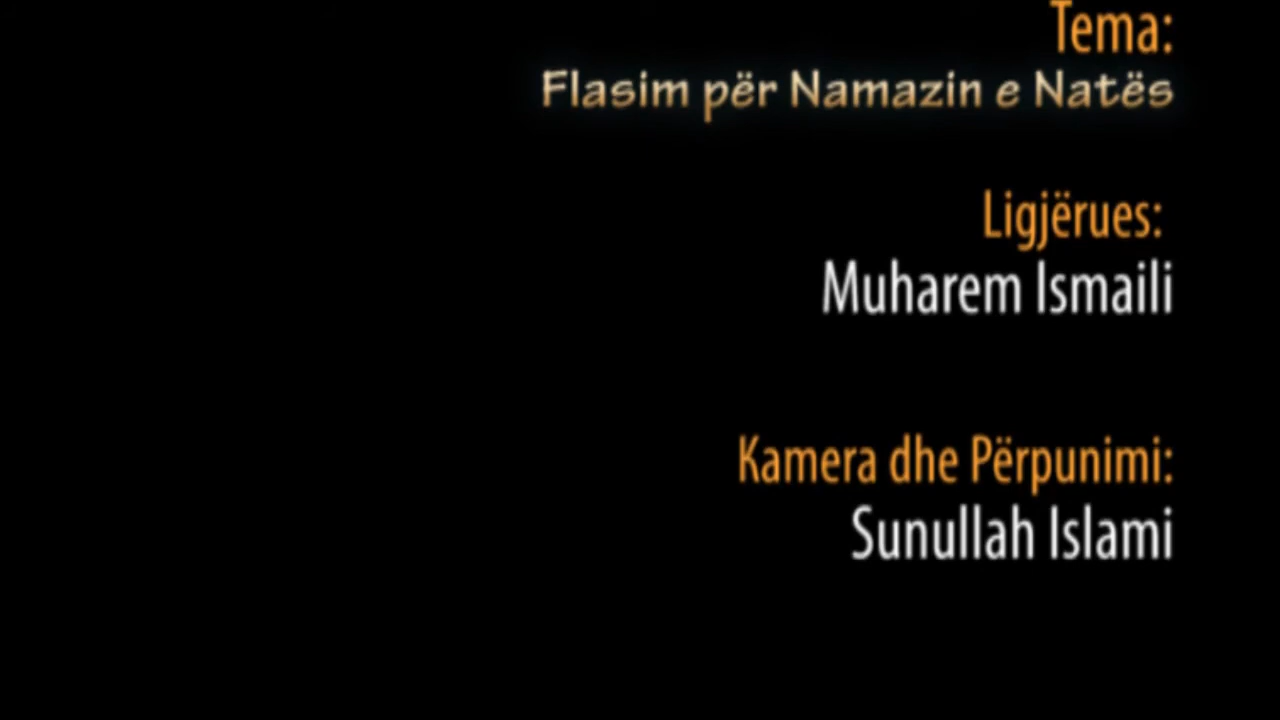 Tema:
Flasim për Namazin e Natës
Ligjërues:
Muharem Ismaili
Kamera dhe Përpunimi:
Sunullah Islami